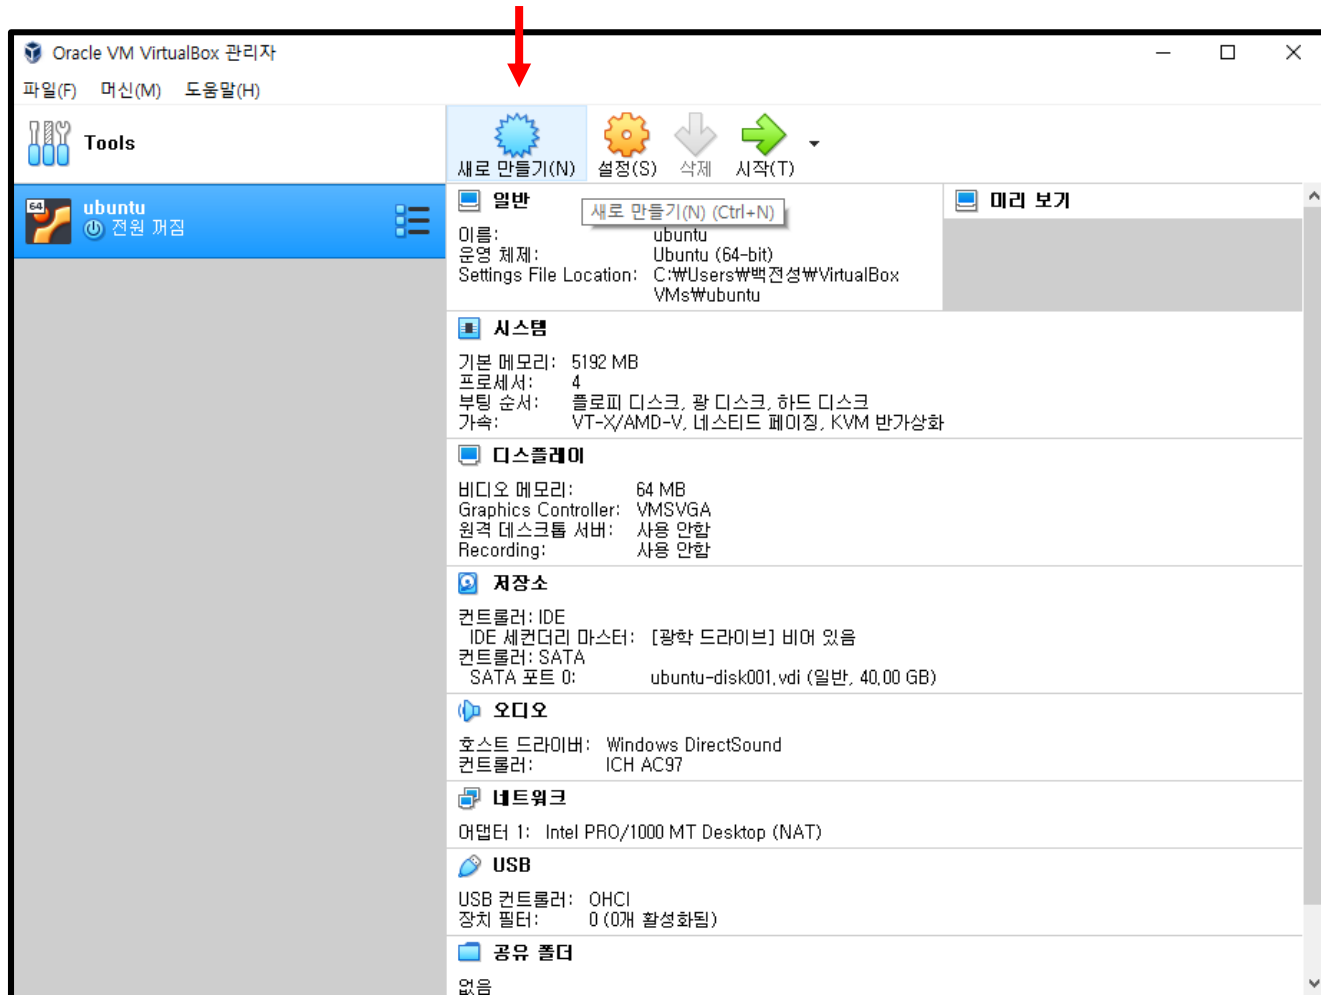 Oracle VM VirtualBox 관리자
파일(F) 머신(M) 도움말(H)
Tools
새로 만들기(N) 설정(S) 삭제 시작(T)
64
ubuntu
전원 꺼짐
일반
새로 만들기(N) (Ctrl+N)
미리 보기
이름: ubuntu
운영 체제: Ubuntu (64-bit)
Settings File Location: C:₩Users₩백전성₩VirtualBox
VMs₩ubuntu
시스템
기본 메모리: 5192 MB
프로세서: 4
부팅 순서: 플로피 디스크, 광 디스크, 하드 디스크
가속: VT-X/AMD-V, 네스티드 페이징, KVM 반가상화
디스플레이
비디오 메모리: 64 MB
Graphics Controller: VMSVGA
원격 데스크톱 서버: 사용 안함
Recording: 사용 안함
저장소
컨트롤러: IDE
IDE 세컨더리 마스터: [광학 드라이브] 비어 있음
컨트롤러: SATA
SATA 포트 0: ubuntu-disk001.vdi (일반, 40.00 GB)
오디오
호스트 드라이버: Windows DirectSound
컨트롤러: ICH AC97
네트워크
어댑터 1: Intel PRO/1000 MT Desktop (NAT)
USB
USB 컨트롤러: OHCI
장치 필터: 0 (0개 활성화됨)
공유 폴더
없음